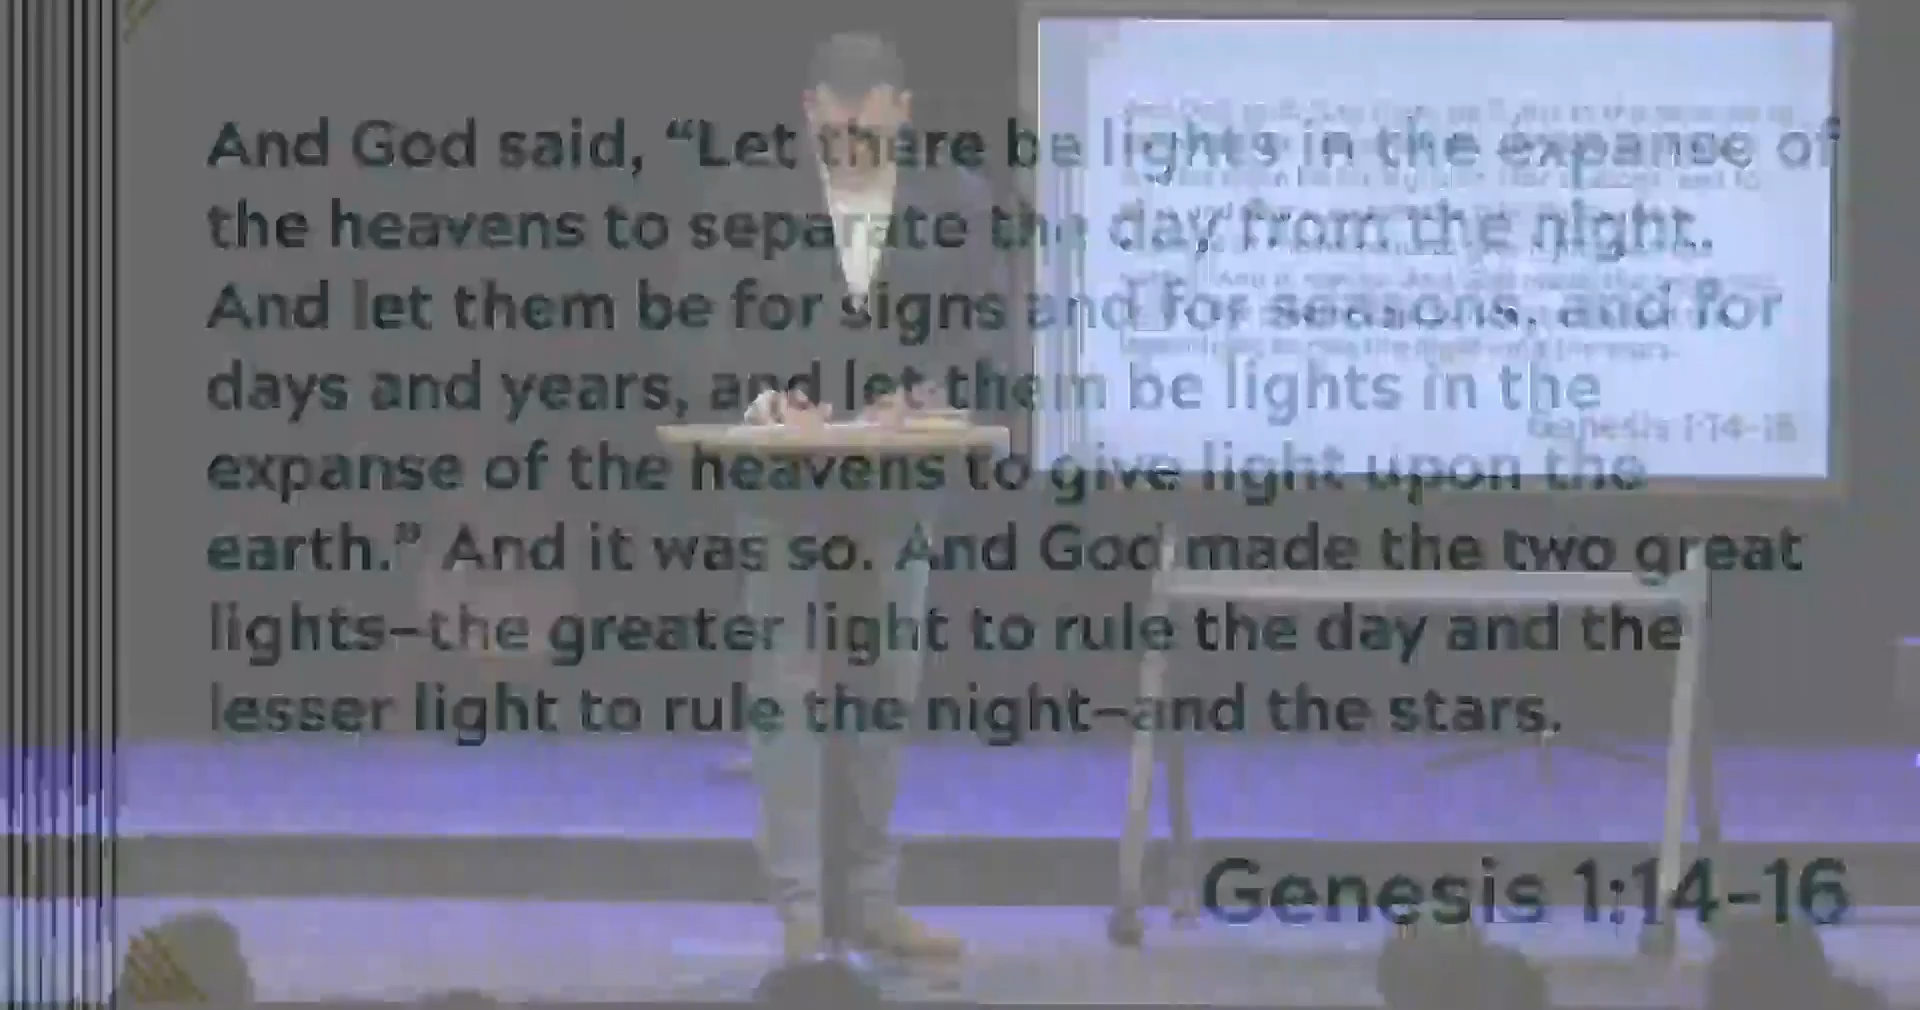 And God said, “Let there be lights in the expanse of
the heavens to separate the day from the night.
And let them be for signs and for seasons, and for
days and years, and let them be lights in the
expanse of the heavens to give light upon the
earth.” And it was so. And God made the two great
lights–the greater light to rule the day and the
lesser light to rule the night–and the stars.
Genesis 1:14-16
Genesis 1:14-16